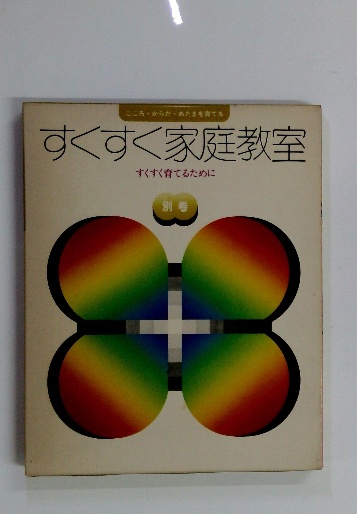 こころ・からだ・あたまを育てる
すくすく家庭教室
すくすく育てるために
別巻